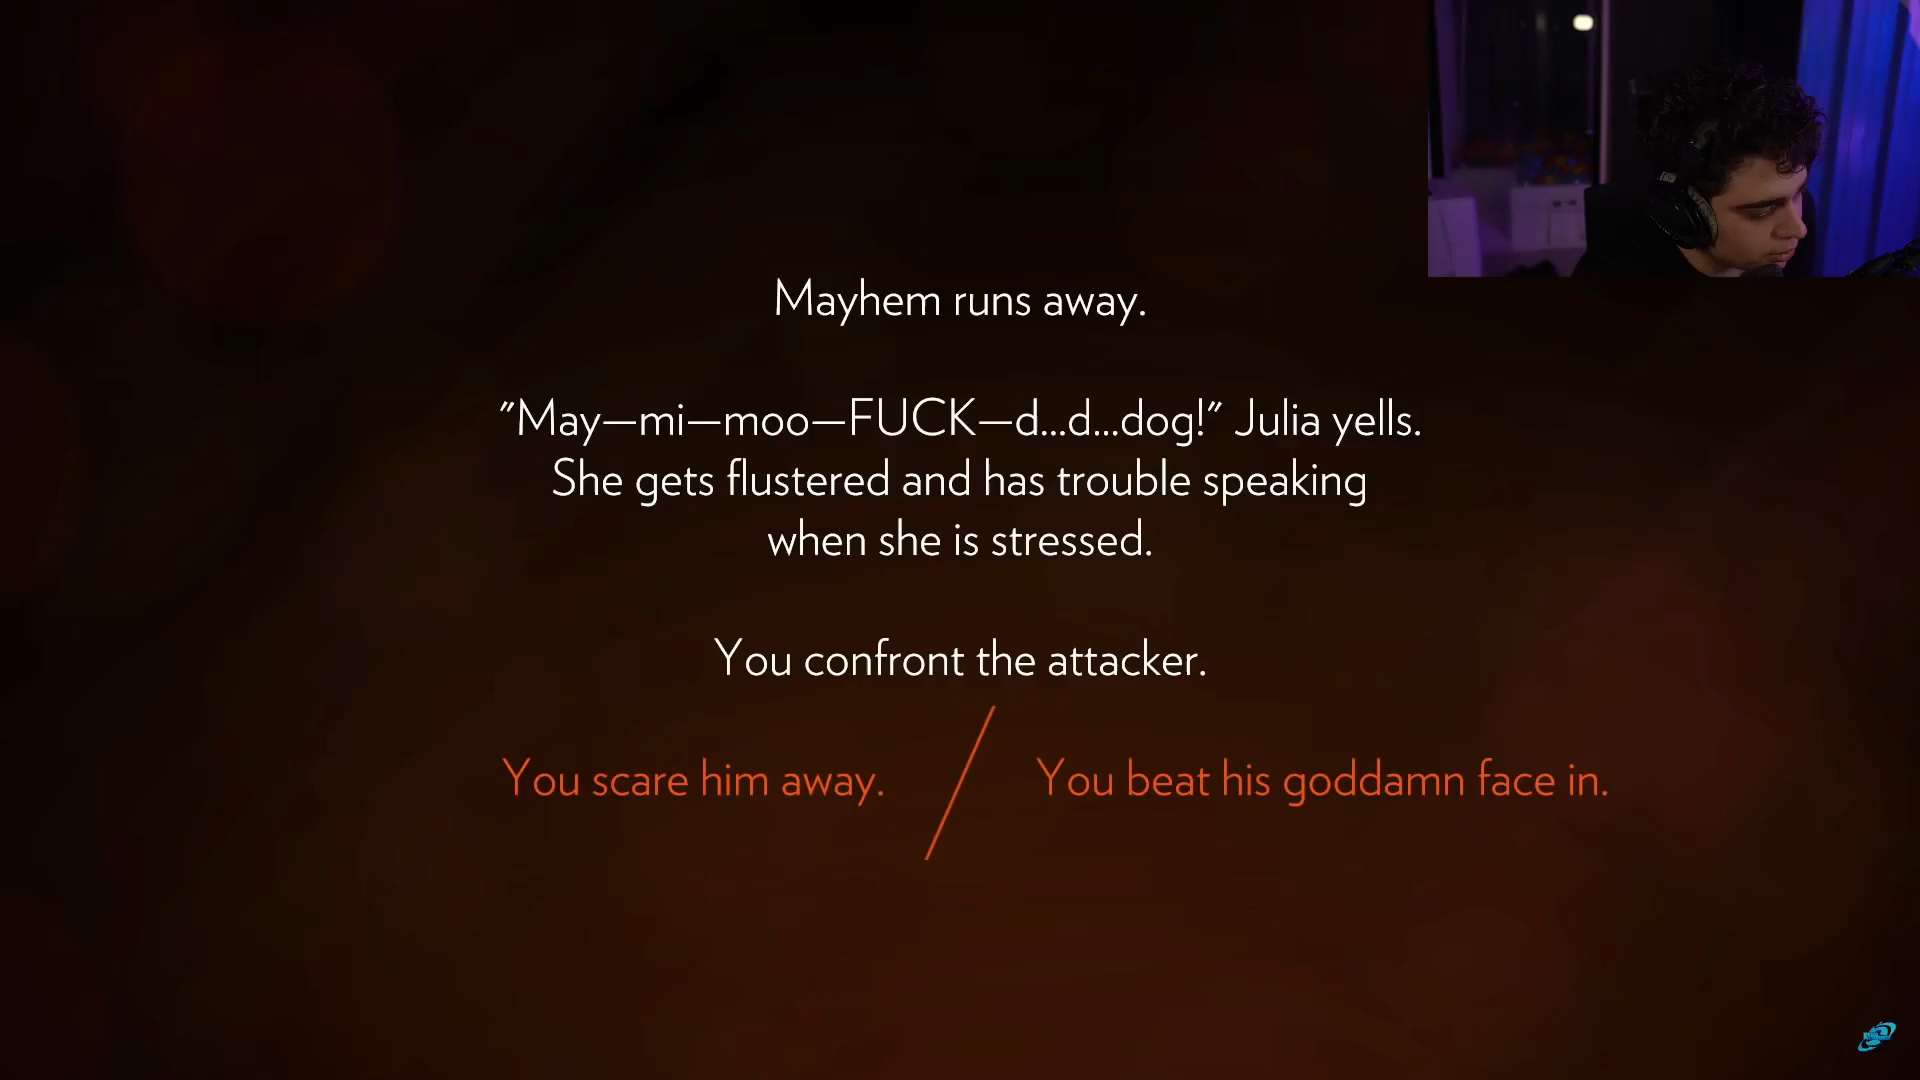 Mayhem runs away.
"May—mi—moo—FUCK—d...d...dog!" Julia yells.
She gets flustered and has trouble speaking
when she is stressed.
You confront the attacker.
You scare him away. / You beat his goddamn face in.